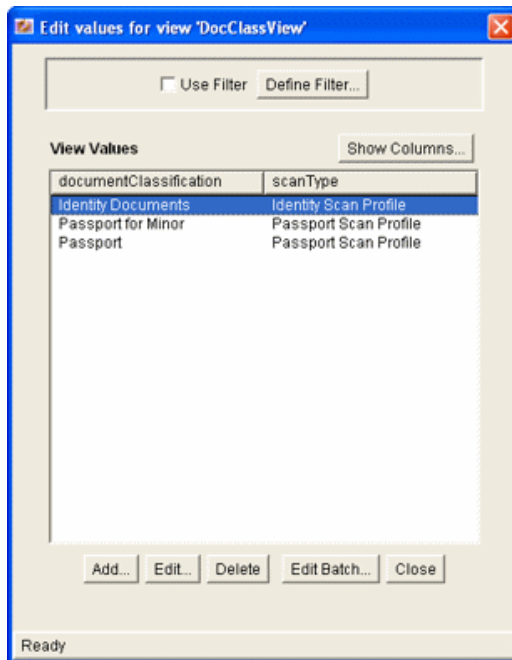 Edit values for view 'DocClassView'
Use Filter Define Filter...
View Values Show Columns...
documentClassification scanType
Identity Documents Identity Scan Profile
Passport for Minor Passport Scan Profile
Passport Passport Scan Profile
Add... Edit... Delete Edit Batch... Close
Ready